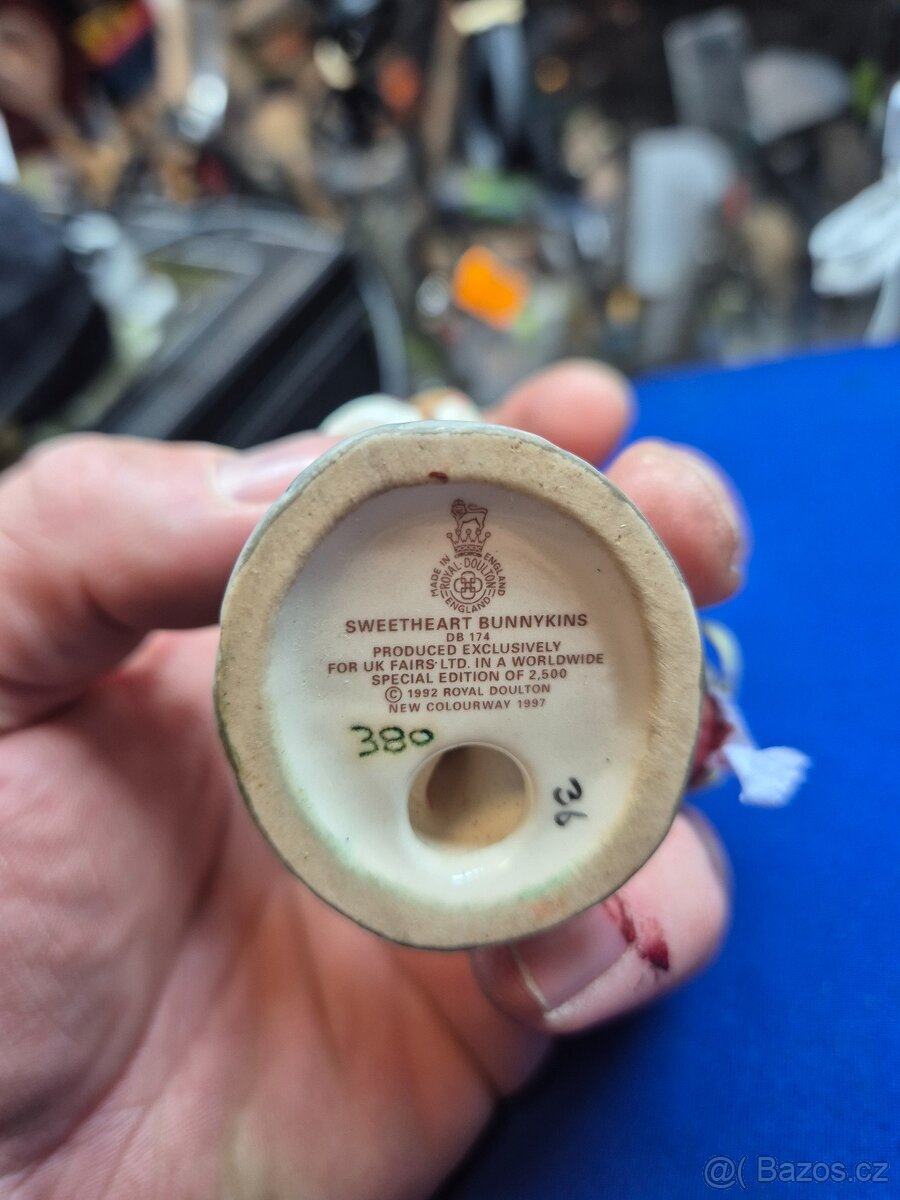 MADE IN ENGLAND
ROYAL·DOULTON
ENGLAND
SWEETHEART BUNNYKINS
DB 174
PRODUCED EXCLUSIVELY
FOR UK FAIRS LTD. IN A WORLDWIDE
SPECIAL EDITION OF 2,500
© 1992 ROYAL DOULTON
NEW COLOURWAY 1997
380
@( Bazos.cz